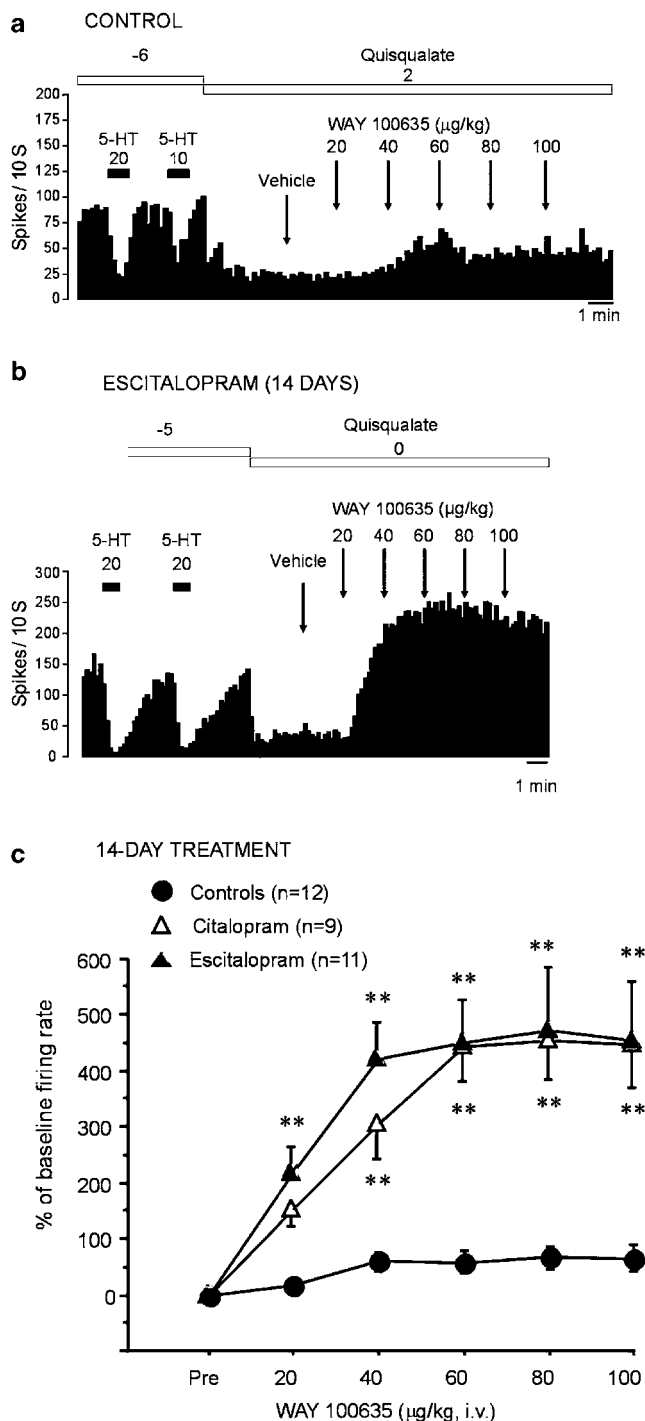 a CONTROL
-6 Quisqualate
2
200
175
150
125
100
75
50
25
0
Spikes/ 10 S
5-HT 5-HT
20 10
WAY 100635 (µg/kg)
20 40 60 80 100
Vehicle
1 min
b
ESCITALOPRAM (14 DAYS)
-5 Quisqualate
0
WAY 100635 (µg/kg)
20 40 60 80 100
5-HT 5-HT
20 20
Vehicle
300
250
200
150
100
50
0
Spikes/ 10 S
1 min
c 14-DAY TREATMENT
Controls (n=12)
Citalopram (n=9)
Escitalopram (n=11)
600
500
400
300
200
100
0
% of baseline firing rate
** ** ** ** **
** ** ** **
Pre 20 40 60 80 100
WAY 100635 (µg/kg, i.v.)